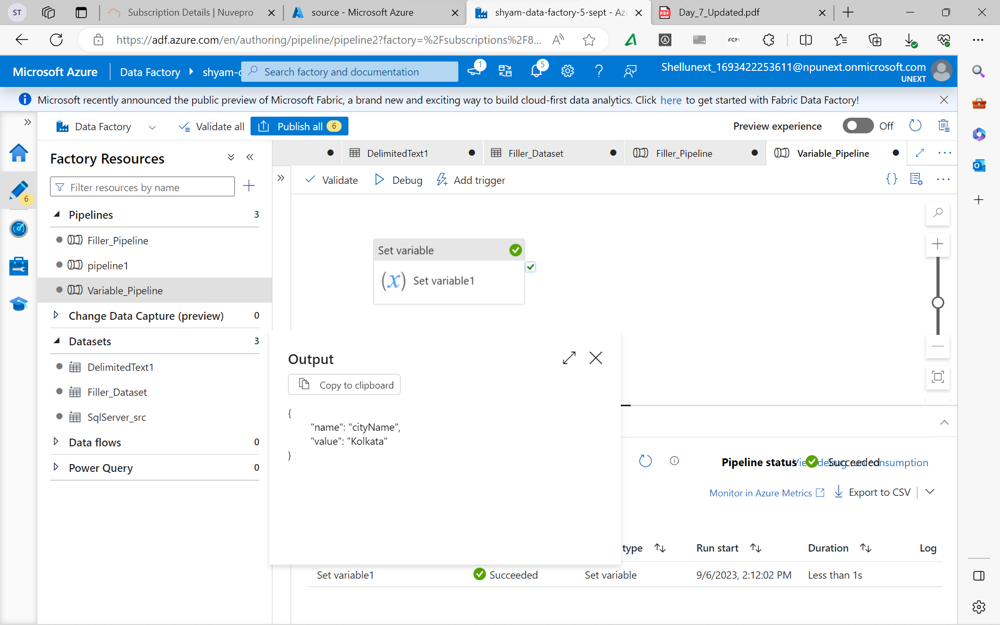 ST
Subscription Details | Nuvepro
source - Microsoft Azure
shyam-data-factory-5-sept - Az
PDF
Day_7_Updated.pdf
https://adf.azure.com/en/authoring/pipeline/pipeline2?factory=%2Fsubscriptions%2F8...
FCM
Microsoft Azure
Data Factory
shyam-
Search factory and documentation
1
5
Shellunext_1693422253611@npunext.onmicrosoft.com
UNEXT
Microsoft recently announced the public preview of Microsoft Fabric, a brand new and exciting way to build cloud-first data analytics. Click here to get started with Fabric Data Factory!
Data Factory
Validate all
Publish all 6
Preview experience
Off
Factory Resources
DelimitedText1
Filler_Dataset
Filler_Pipeline
Variable_Pipeline
Filter resources by name
Validate
Debug
Add trigger
6
Pipelines 3
Filler_Pipeline
pipeline1
Variable_Pipeline
Change Data Capture (preview) 0
Datasets 3
DelimitedText1
Filler_Dataset
SqlServer_src
Data flows 0
Power Query 0
Set variable
(x) Set variable1
Output
Copy to clipboard
{
"name": "cityName",
"value": "Kolkata"
}
Pipeline status
Succeeded
View debug run consumption
Monitor in Azure Metrics
Export to CSV
type
Run start
Duration
Log
Set variable1
Succeeded
Set variable
9/6/2023, 2:12:02 PM
Less than 1s